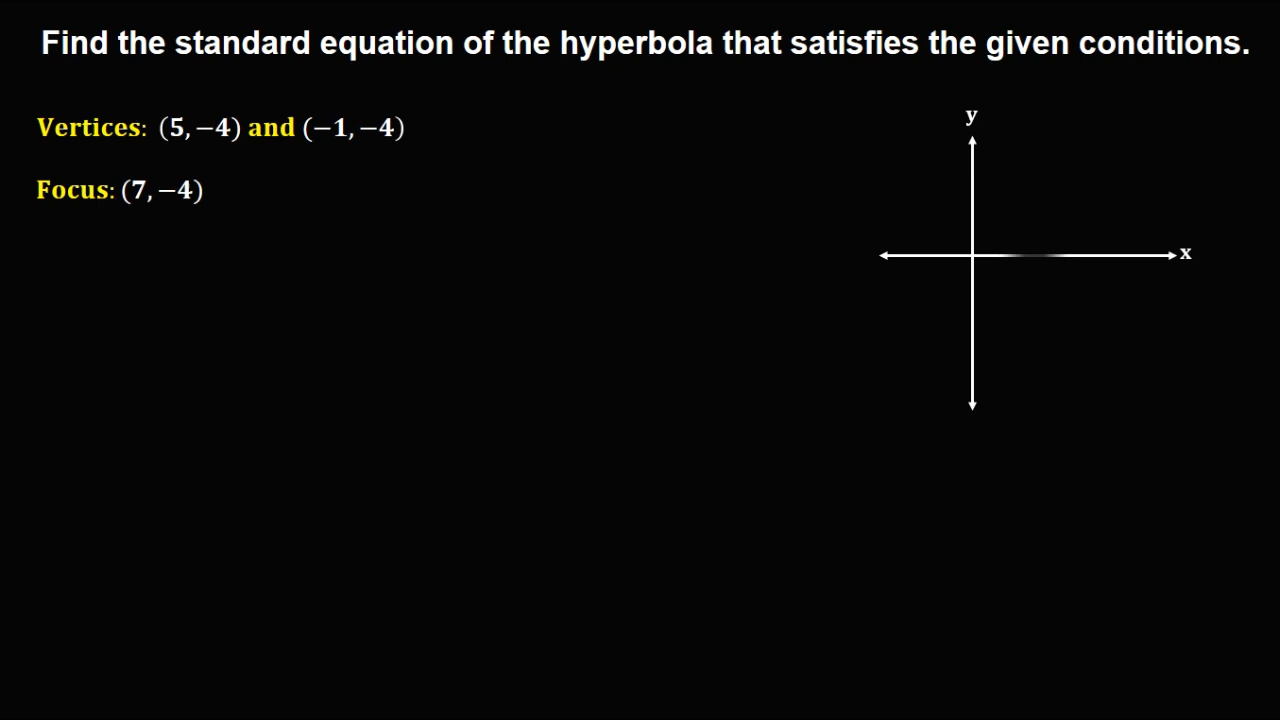 Find the standard equation of the hyperbola that satisfies the given conditions.
Vertices: (5, −4) and (−1, −4)
Focus: (7, −4)
y
x